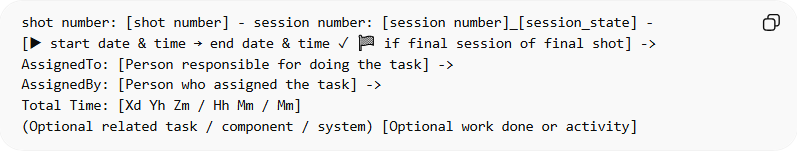 shot number: [shot number] - session number: [session number]_[session_state] -
[▶ start date & time → end date & time ✓ 🏁 if final session of final shot] ->
AssignedTo: [Person responsible for doing the task] ->
AssignedBy: [Person who assigned the task] ->
Total Time: [Xd Yh Zm / Hh Mm / Mm]
(Optional related task / component / system) [Optional work done or activity]